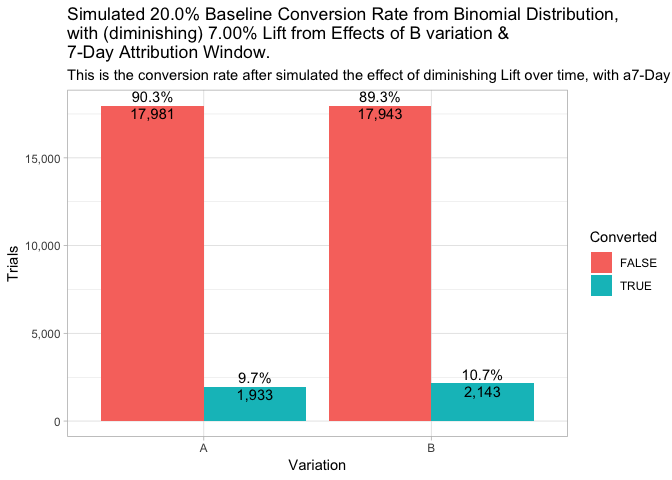 Simulated 20.0% Baseline Conversion Rate from Binomial Distribution,
with (diminishing) 7.00% Lift from Effects of B variation &
7-Day Attribution Window.
This is the conversion rate after simulated the effect of diminishing Lift over time, with a7-Day
90.3%
17,981
89.3%
17,943
15,000
10,000
5,000
0
9.7%
1,933
10.7%
2,143
Trials
A
B
Variation
Converted
FALSE
TRUE